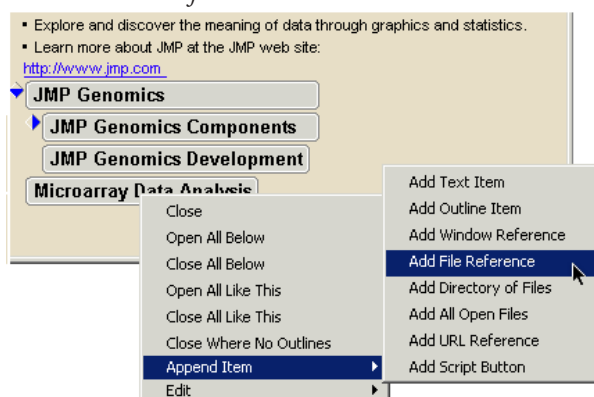 • Explore and discover the meaning of data through graphics and statistics.
• Learn more about JMP at the JMP web site:
http://www.jmp.com
JMP Genomics
JMP Genomics Components
JMP Genomics Development
Microarray Data Analysis
Close
Open All Below
Close All Below
Open All Like This
Close All Like This
Close Where No Outlines
Append Item
Edit
Add Text Item
Add Outline Item
Add Window Reference
Add File Reference
Add Directory of Files
Add All Open Files
Add URL Reference
Add Script Button